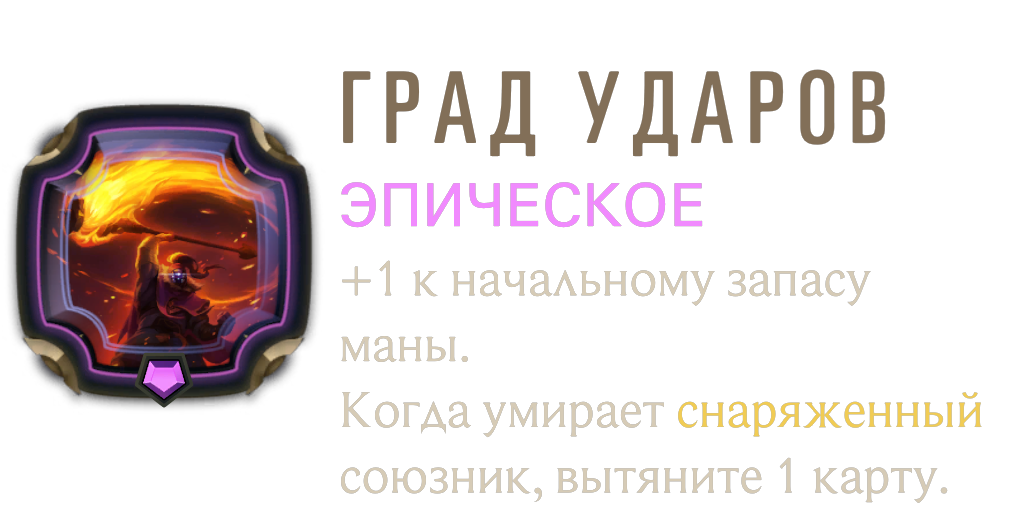 ГРАД УДАРОВ
ЭПИЧЕСКОЕ
+1 к начальному запасу
маны.
Когда умирает снаряженный
союзник, вытяните 1 карту.